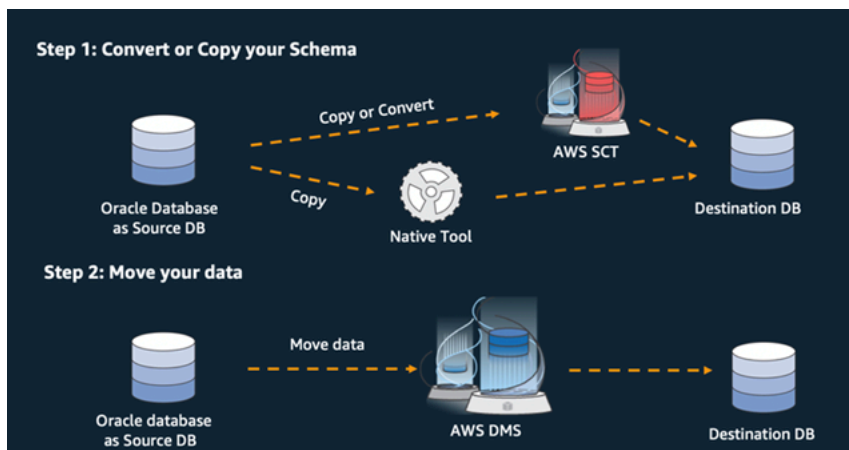 Step 1: Convert or Copy your Schema
Copy or Convert
AWS SCT
Oracle Database
as Source DB
Copy
Native Tool
Destination DB
Step 2: Move your data
Move data
Oracle database
as Source DB
AWS DMS
Destination DB